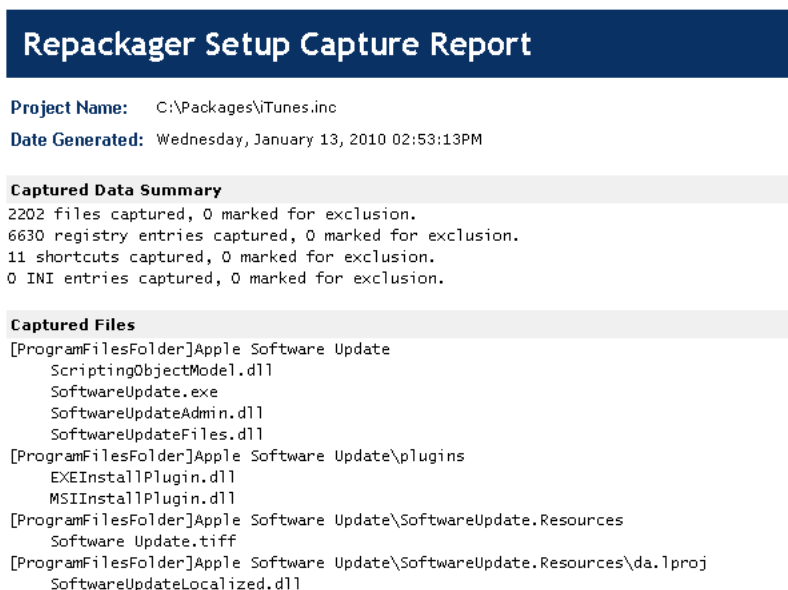 Repackager Setup Capture Report
Project Name: C:\Packages\iTunes.inc
Date Generated: Wednesday, January 13, 2010 02:53:13PM
Captured Data Summary
2202 files captured, 0 marked for exclusion.
6630 registry entries captured, 0 marked for exclusion.
11 shortcuts captured, 0 marked for exclusion.
0 INI entries captured, 0 marked for exclusion.
Captured Files
[ProgramFilesFolder]Apple Software Update
ScriptingObjectModel.dll
SoftwareUpdate.exe
SoftwareUpdateAdmin.dll
SoftwareUpdateFiles.dll
[ProgramFilesFolder]Apple Software Update\plugins
EXEInstallPlugin.dll
MSIInstallPlugin.dll
[ProgramFilesFolder]Apple Software Update\SoftwareUpdate.Resources
Software Update.tiff
[ProgramFilesFolder]Apple Software Update\SoftwareUpdate.Resources\da.lproj
SoftwareUpdateLocalized.dll